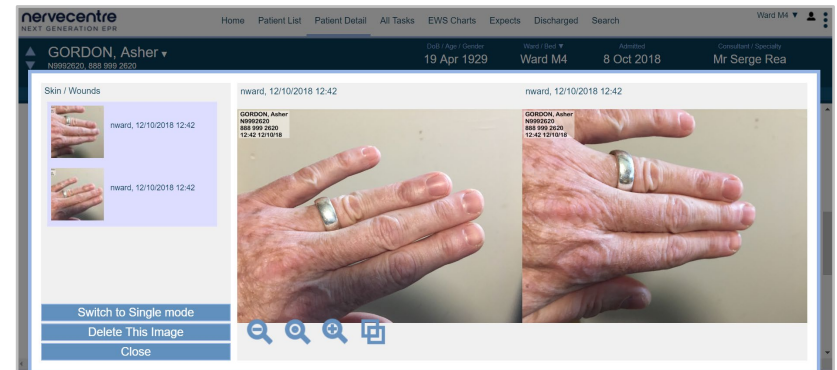 nervecentre
NEXT GENERATION EPR
Home Patient List Patient Detail All Tasks EWS Charts Expects Discharged Search
Ward M4 ▼
GORDON, Asher ▾
N9992620, 888 999 2620
DoB / Age / Gender
19 Apr 1929
Ward / Bed ▼
Ward M4
Admitted
8 Oct 2018
Consultant / Specialty
Mr Serge Rea
Skin / Wounds
nward, 12/10/2018 12:42
nward, 12/10/2018 12:42
Switch to Single mode
Delete This Image
Close
nward, 12/10/2018 12:42
GORDON, Asher
N9992620
888 999 2620
12:42 12/10/18
nward, 12/10/2018 12:42
GORDON, Asher
N9992620
888 999 2620
12:42 12/10/18